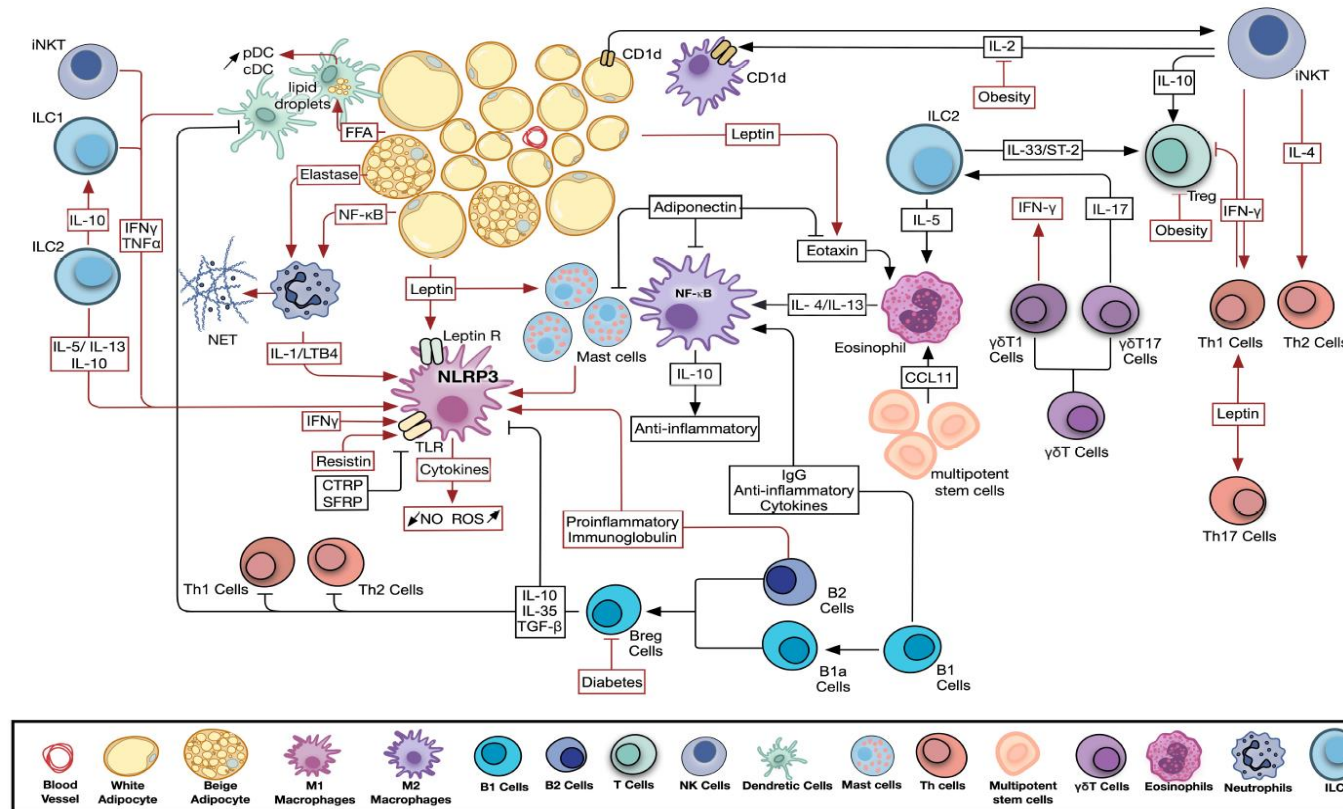 iNKT
ILC1
IL-10
ILC2
IFNγ
TNFα
IL-5/ IL-13
IL-10
pDC
cDC
lipid
droplets
FFA
Elastase
NF-κB
NET
IL-1/LTB4
Leptin
Leptin R
NLRP3
IFNγ
Resistin
TLR
CTRP
SFRP
Cytokines
NO ROS
Mast cells
CD1d
CD1d
Leptin
Adiponectin
Eotaxin
NF-κB
IL-10
Anti-inflammatory
IL- 4/IL-13
Eosinophil
CCL11
multipotent
stem cells
IL-2
Obesity
iNKT
IL-10
ILC2
IL-33/ST-2
Treg
Obesity
IL-5
IFN-γ
IL-17
IFN-γ
IL-4
γδT1
Cells
γδT17
Cells
γδT Cells
Th1 Cells
Th2 Cells
Leptin
Th17 Cells
IgG
Anti-inflammatory
Cytokines
Proinflammatory
Immunoglobulin
Th1 Cells
Th2 Cells
IL-10
IL-35
TGF-β
Breg
Cells
Diabetes
B2
Cells
B1a
Cells
B1
Cells
Blood
Vessel
White
Adipocyte
Beige
Adipocyte
M1
Macrophages
M2
Macrophages
B1 Cells
B2 Cells
T Cells
NK Cells
Dendretic Cells
Mast cells
Th cells
Multipotent
stem cells
γδT Cells
Eosinophils
Neutrophils